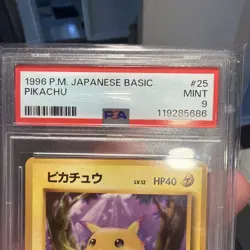 1996 P.M. JAPANESE BASIC #25
PIKACHU MINT
9
PSA 119285686
ピカチュウ LV.12 HP40